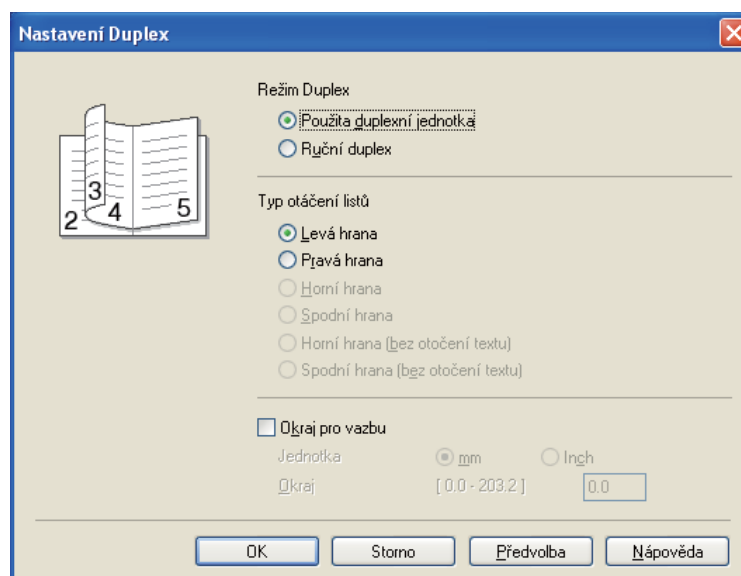 Nastavení Duplex
Režim Duplex
Použita duplexní jednotka
Ruční duplex
Typ otáčení listů
Levá hrana
Pravá hrana
Horní hrana
Spodní hrana
Horní hrana (bez otočení textu)
Spodní hrana (bez otočení textu)
2 3 4 5
Okraj pro vazbu
Jednotka mm Inch
Okraj [ 0.0 - 203.2 ] 0.0
OK Storno Předvolba Nápověda